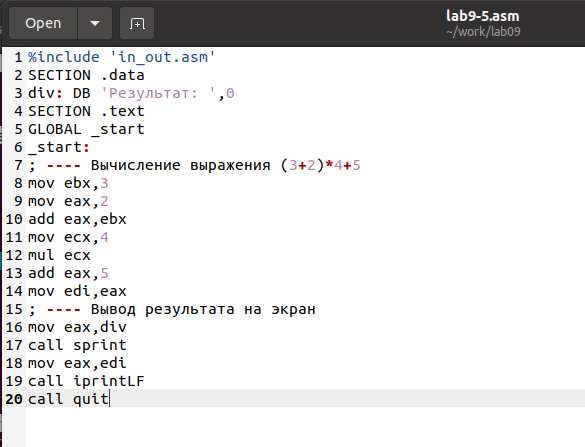 Open
lab9-5.asm
~/work/lab09
1 %include 'in_out.asm'
2 SECTION .data
3 div: DB 'Результат: ',0
4 SECTION .text
5 GLOBAL _start
6 _start:
7 ; ---- Вычисление выражения (3+2)*4+5
8 mov ebx,3
9 mov eax,2
10 add eax,ebx
11 mov ecx,4
12 mul ecx
13 add eax,5
14 mov edi,eax
15 ; ---- Вывод результата на экран
16 mov eax,div
17 call sprint
18 mov eax,edi
19 call iprintLF
20 call quit